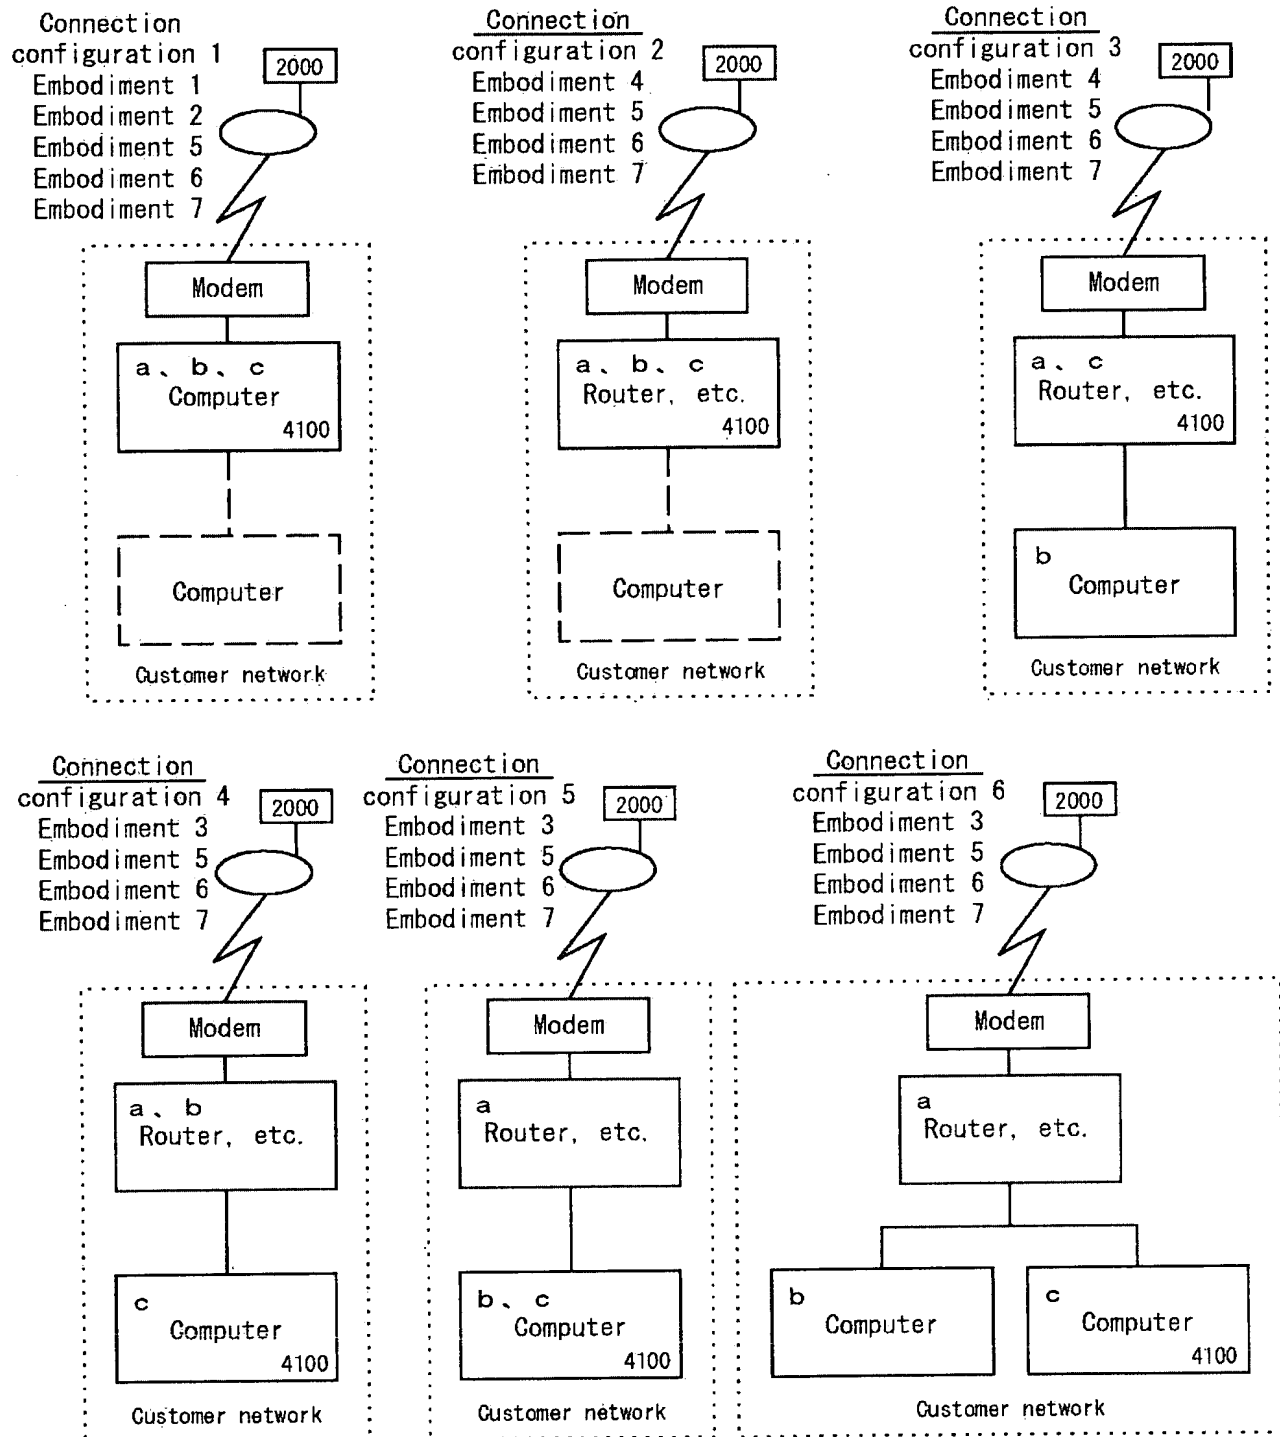 Connection
configuration 1
Embodiment 1
Embodiment 2
Embodiment 5
Embodiment 6
Embodiment 7
2000
Modem
a、b、c
Computer
4100
Computer
Customer network
Connection
configuration 2
Embodiment 4
Embodiment 5
Embodiment 6
Embodiment 7
2000
Modem
a、b、c
Router, etc.
4100
Computer
Customer network
Connection
configuration 3
Embodiment 4
Embodiment 5
Embodiment 6
Embodiment 7
2000
Modem
a、c
Router, etc.
4100
b
Computer
Customer network
Connection
configuration 4
Embodiment 3
Embodiment 5
Embodiment 6
Embodiment 7
2000
Modem
a、b
Router, etc.
c
Computer
4100
Customer network
Connection
configuration 5
Embodiment 3
Embodiment 5
Embodiment 6
Embodiment 7
2000
Modem
a
Router, etc.
b、c
Computer
4100
Customer network
Connection
configuration 6
Embodiment 3
Embodiment 5
Embodiment 6
Embodiment 7
2000
Modem
a
Router, etc.
b
Computer
c
Computer
4100
Customer network